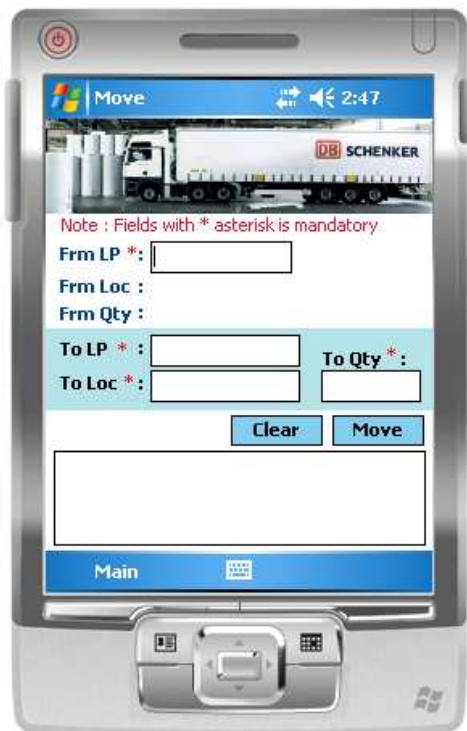 Move 2:47
DB SCHENKER
Note : Fields with * asterisk is mandatory
Frm LP *:
Frm Loc :
Frm Qty :
To LP * :
To Qty *:
To Loc *:
Clear Move
Main